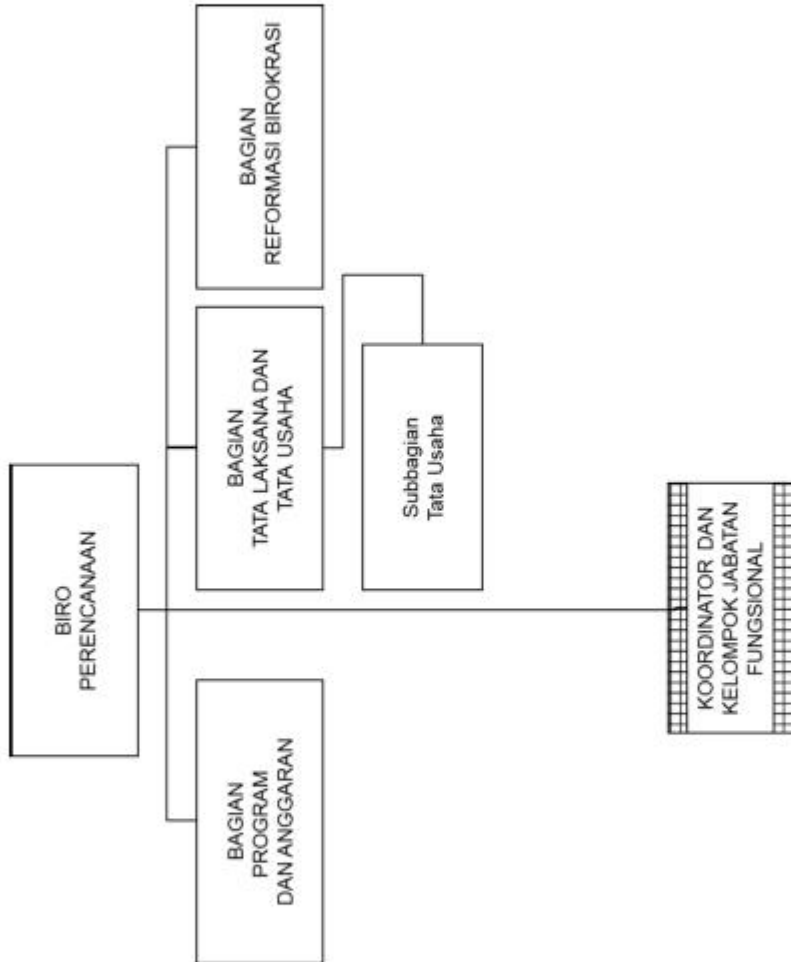 BIRO
PERENCANAAN
BAGIAN
PROGRAM
DAN ANGGARAN
BAGIAN
TATA LAKSANA DAN
TATA USAHA
BAGIAN
REFORMASI BIROKRASI
Subbagian
Tata Usaha
KOORDINATOR DAN
KELOMPOK JABATAN
FUNGSIONAL